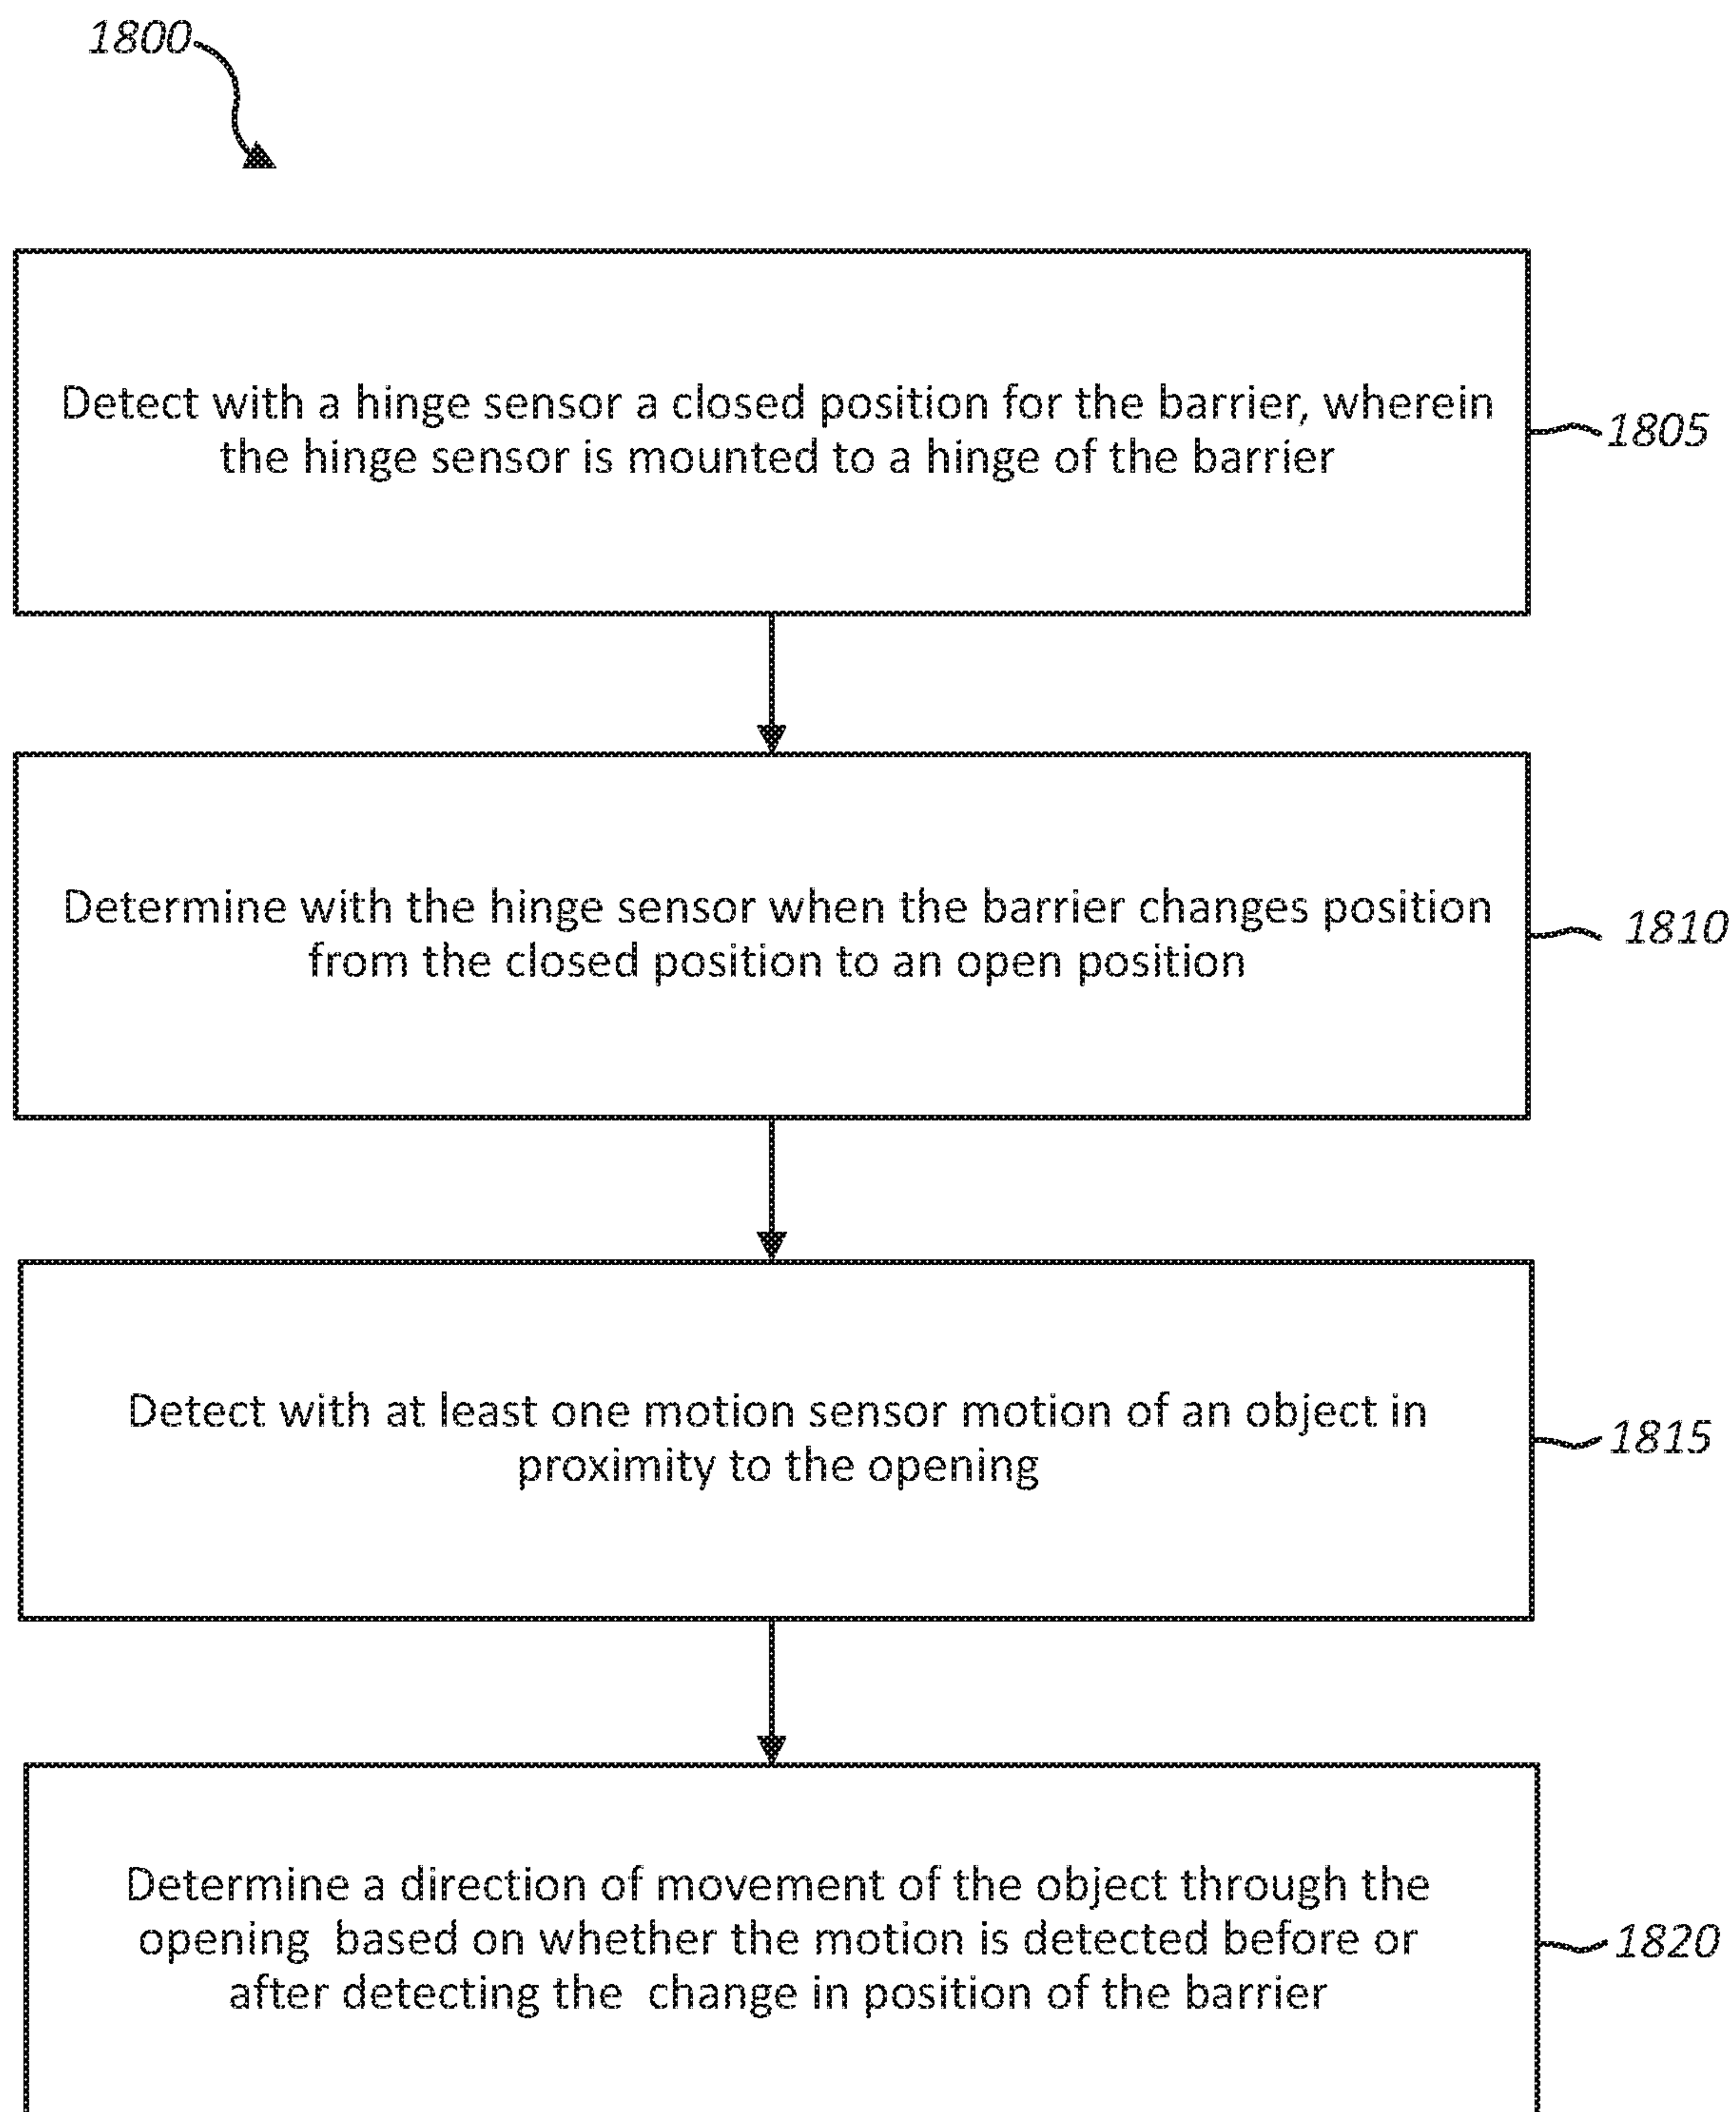 1800
Detect with a hinge sensor a closed position for the barrier, wherein
the hinge sensor is mounted to a hinge of the barrier
1805
Determine with the hinge sensor when the barrier changes position
from the closed position to an open position
1810
Detect with at least one motion sensor motion of an object in
proximity to the opening
1815
Determine a direction of movement of the object through the
opening  based on whether the motion is detected before or
after detecting the  change in position of the barrier
1820